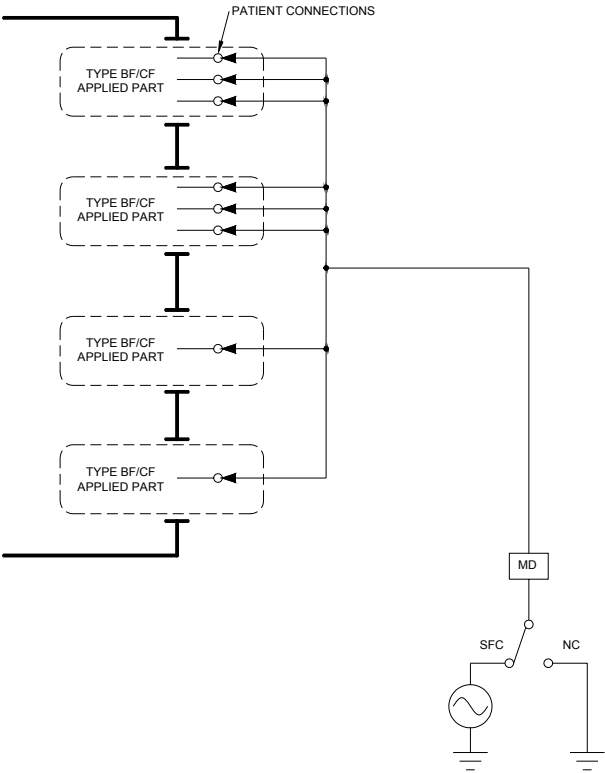 PATIENT CONNECTIONS
TYPE BF/CF
APPLIED PART
TYPE BF/CF
APPLIED PART
TYPE BF/CF
APPLIED PART
TYPE BF/CF
APPLIED PART
MD
SFC NC